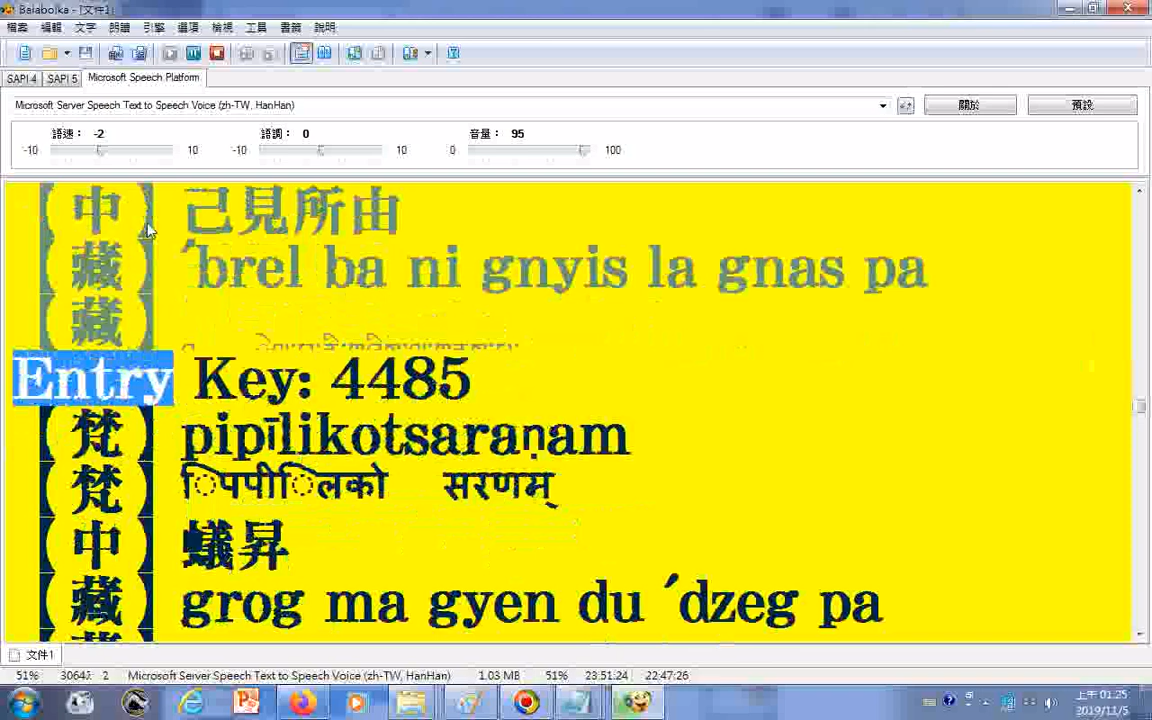 Balabolka - [文件1]
檔案 編輯 文字 朗讀 引擎 選項 檢視 工具 書籤 說明
SAPI 4 SAPI 5 Microsoft Speech Platform
Microsoft Server Speech Text to Speech Voice (zh-TW, HanHan) 關於 預設
語速： -2 語調： 0 音量： 95
-10 10 -10 10 0 100
【中】 己見所由
【藏】 ´brel ba ni gnyis la gnas pa
【藏】
Entry Key: 4485
【梵】 pipīlikotsaraṇam
【梵】 िपपीिलको सरणम्
【中】 蟻昇
【藏】 grog ma gyen du ´dzeg pa
文件1
51% 2 Microsoft Server Speech Text to Speech Voice (zh-TW, HanHan) 1.03 MB 51% 23:51:24 22:47:26
上午 01:25
2019/11/5